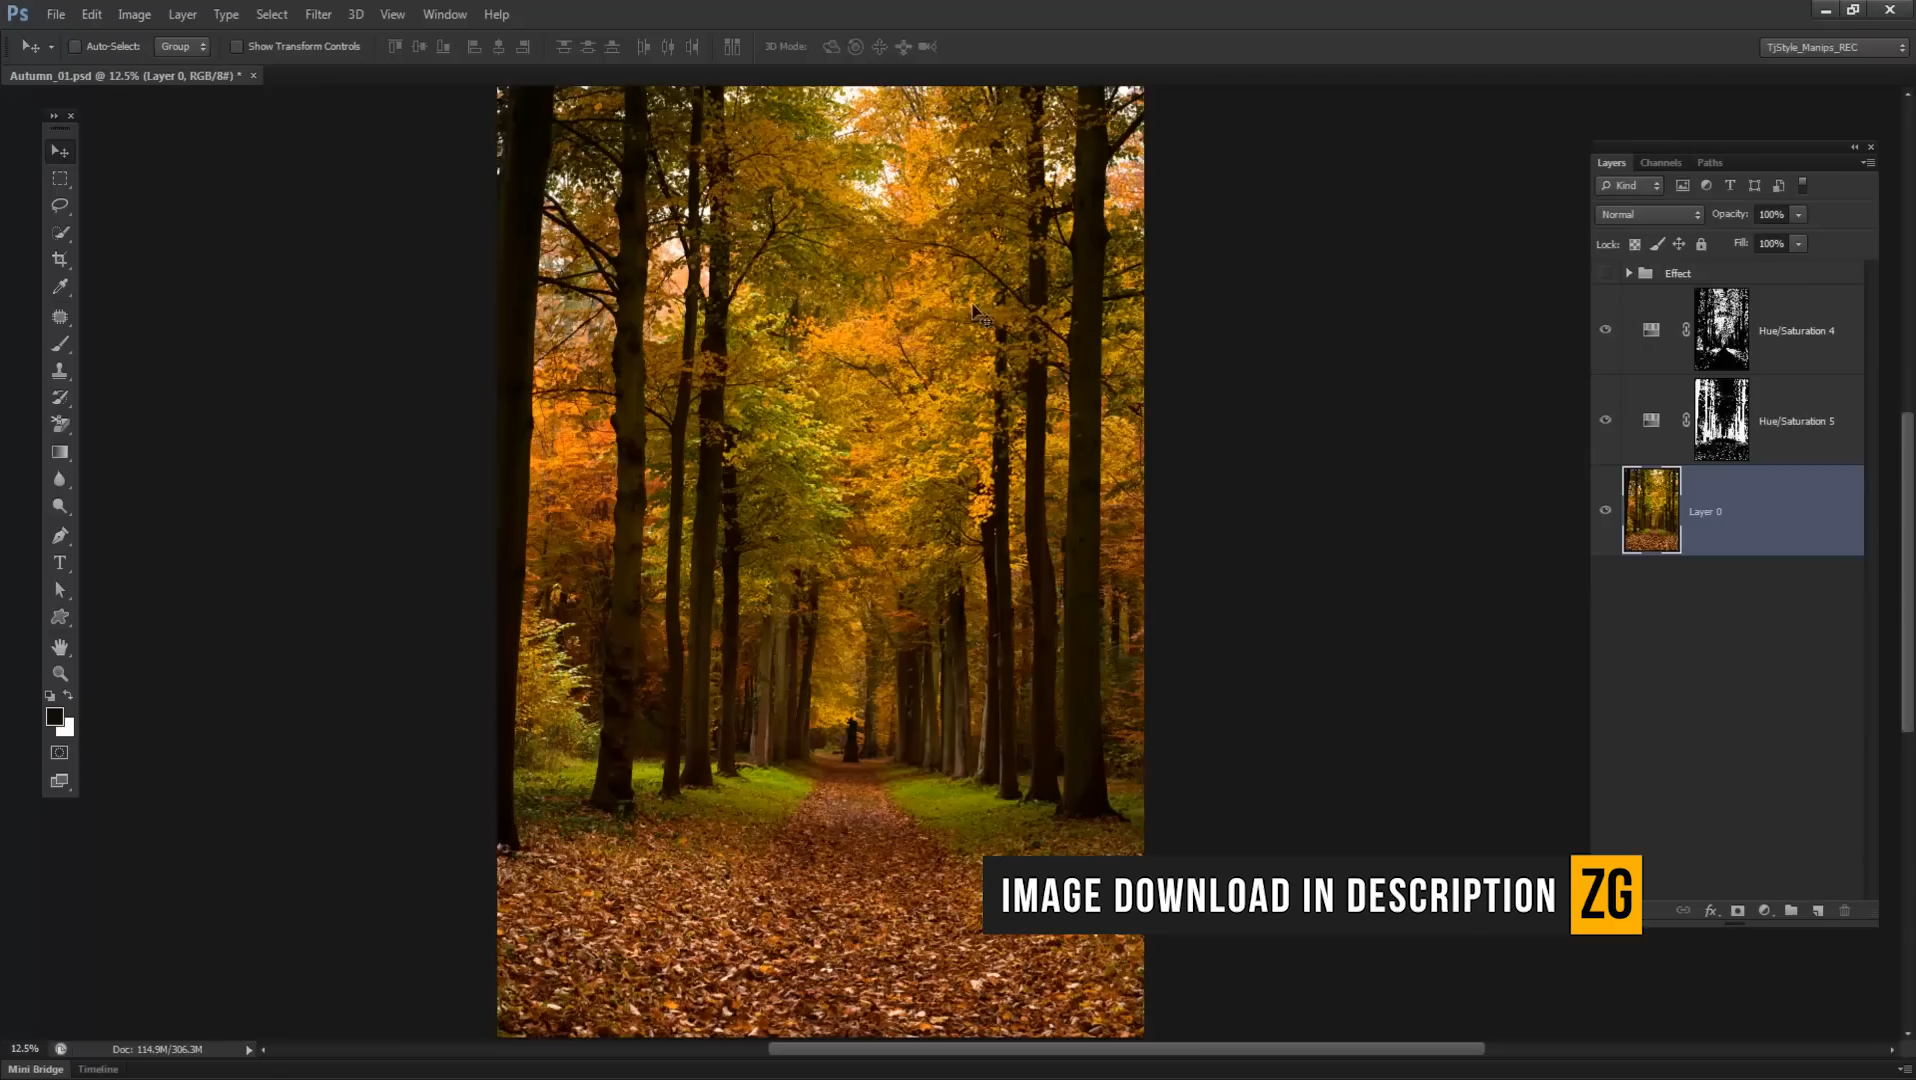 Ps File Edit Image Layer Type Select Filter 3D View Window Help
Auto-Select: Group Show Transform Controls 3D Mode: TjStyle_Manips_REC
Autumn_01.psd @ 12.5% (Layer 0, RGB/8#) * ×
Layers Channels Paths
Kind
Normal Opacity: 100%
Lock: Fill: 100%
Effect
Hue/Saturation 4
Hue/Saturation 5
Layer 0
IMAGE DOWNLOAD IN DESCRIPTION ZG
fx
12.5% Doc: 114.9M/306.3M
Mini Bridge Timeline